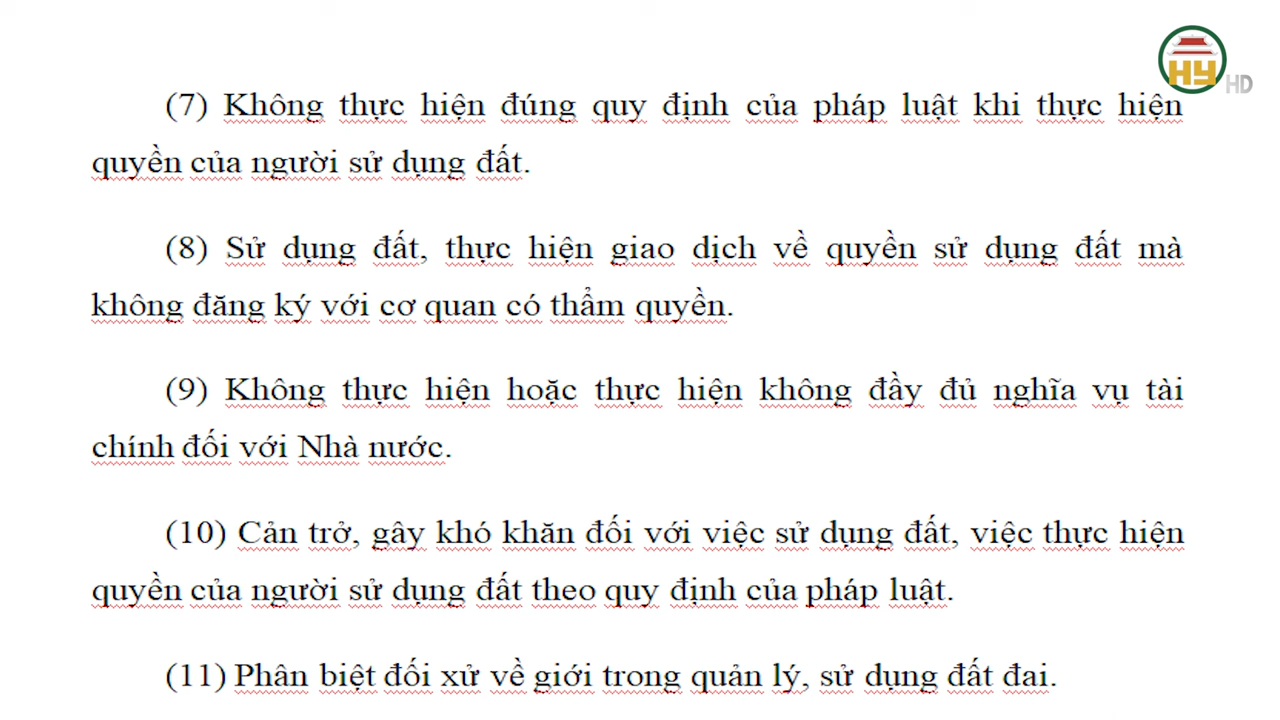 HY HD
(7) Không thực hiện đúng quy định của pháp luật khi thực hiện
quyền của người sử dụng đất.
(8) Sử dụng đất, thực hiện giao dịch về quyền sử dụng đất mà
không đăng ký với cơ quan có thẩm quyền.
(9) Không thực hiện hoặc thực hiện không đầy đủ nghĩa vụ tài
chính đối với Nhà nước.
(10) Cản trở, gây khó khăn đối với việc sử dụng đất, việc thực hiện
quyền của người sử dụng đất theo quy định của pháp luật.
(11) Phân biệt đối xử về giới trong quản lý, sử dụng đất đai.